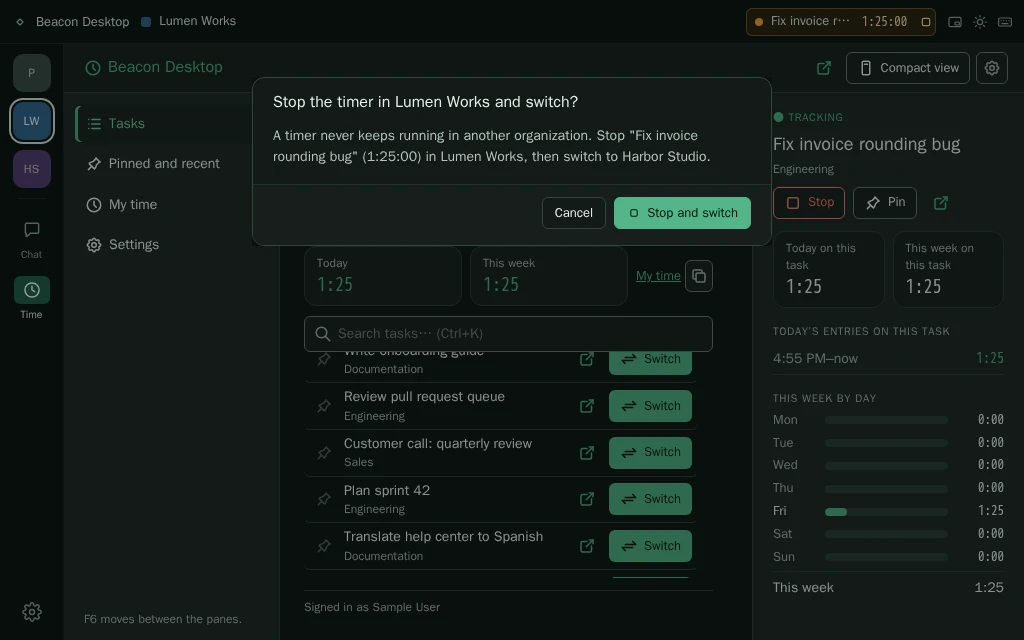 Beacon Desktop
Lumen Works
Fix invoice r··· 1:25:00
P
LW
HS
Chat
Time
Beacon Desktop
Compact view
Tasks
Pinned and recent
My time
Settings
F6 moves between the panes.
Stop the timer in Lumen Works and switch?
A timer never keeps running in another organization. Stop "Fix invoice
rounding bug" (1:25:00) in Lumen Works, then switch to Harbor Studio.
Cancel
Stop and switch
Today
1:25
This week
1:25
My time
Search tasks··· (Ctrl+K)
Write onboarding guide
Documentation
Switch
Review pull request queue
Engineering
Switch
Customer call: quarterly review
Sales
Switch
Plan sprint 42
Engineering
Switch
Translate help center to Spanish
Documentation
Switch
Signed in as Sample User
TRACKING
Fix invoice rounding bug
Engineering
Stop
Pin
Today on this
task
1:25
This week on
this task
1:25
TODAY'S ENTRIES ON THIS TASK
4:55 PM–now 1:25
THIS WEEK BY DAY
Mon 0:00
Tue 0:00
Wed 0:00
Thu 0:00
Fri 1:25
Sat 0:00
Sun 0:00
This week 1:25